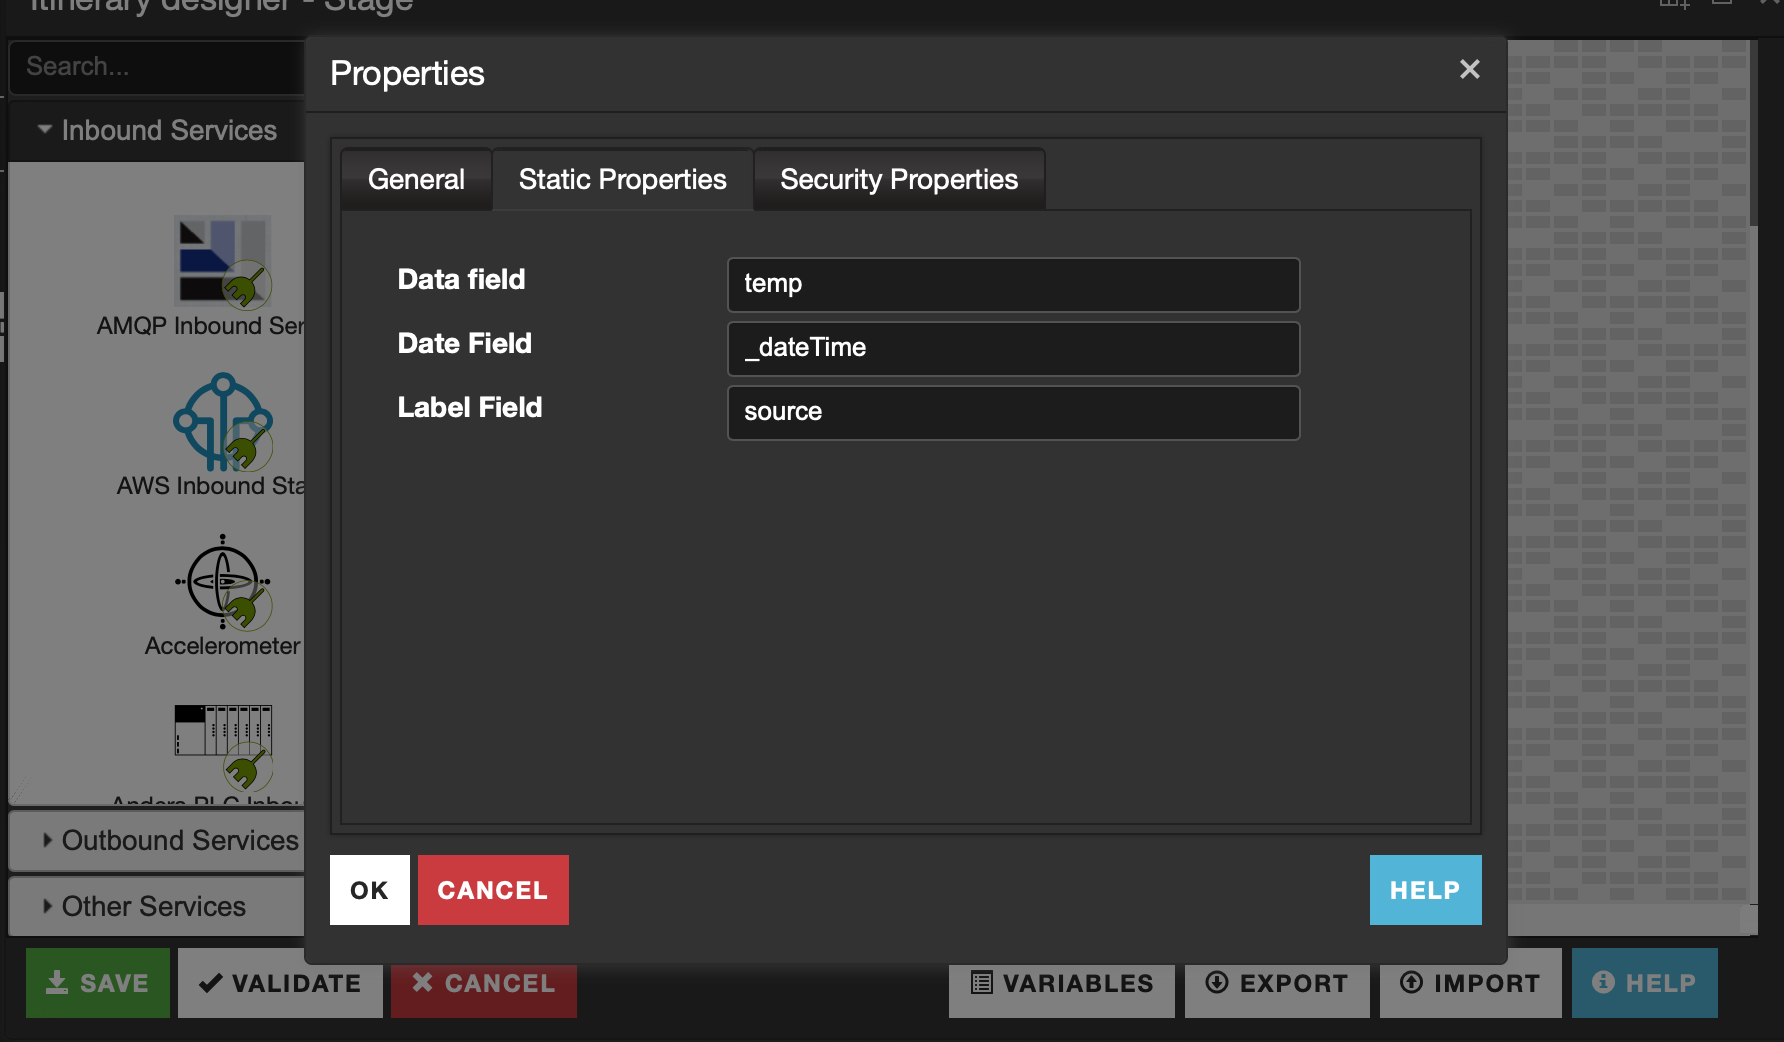 Itinerary designer - Stage
Search...
Properties
Inbound Services
General
Static Properties
Security Properties
Data field
temp
Date Field
_dateTime
Label Field
source
AMQP Inbound Ser
AWS Inbound Sta
Accelerometer
Outbound Services
Other Services
OK
CANCEL
HELP
SAVE
VALIDATE
CANCEL
VARIABLES
EXPORT
IMPORT
HELP